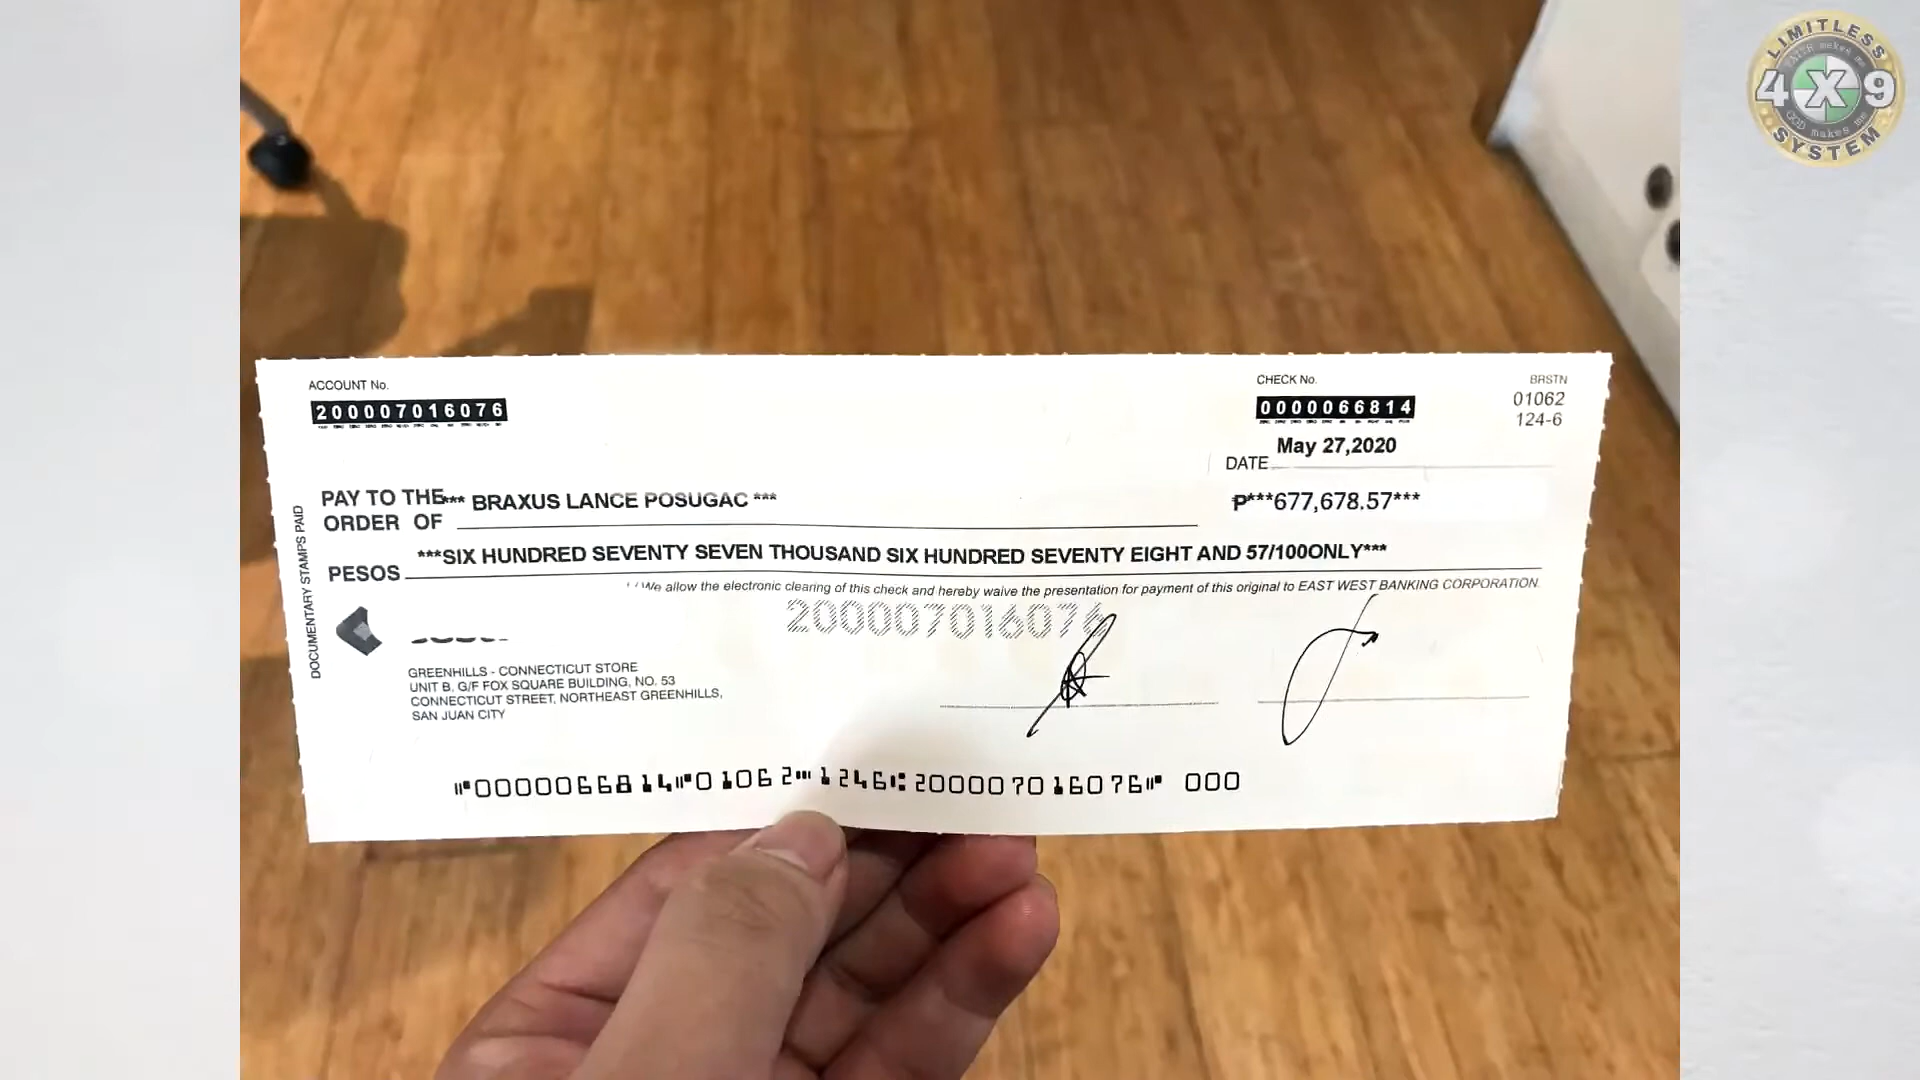 LIMITLESS
4X9
SYSTEM
ACCOUNT No.
200007016076
CHECK No.
0000066814
BRSTN
01062
124-6
May 27,2020
DATE
PAY TO THE *** BRAXUS LANCE POSUGAC ***
ORDER OF
₱***677,678.57***
***SIX HUNDRED SEVENTY SEVEN THOUSAND SIX HUNDRED SEVENTY EIGHT AND 57/100ONLY***
PESOS
We allow the electronic clearing of this check and hereby waive the presentation for payment of this original to EAST WEST BANKING CORPORATION.
200007016076
DOCUMENTARY STAMPS PAID
GREENHILLS - CONNECTICUT STORE
UNIT B, G/F FOX SQUARE BUILDING, NO. 53
CONNECTICUT STREET, NORTHEAST GREENHILLS,
SAN JUAN CITY
⑈0000066814⑈01062⑉1246⑆200007016076⑈ 000